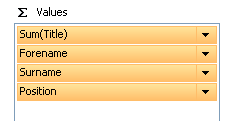 Σ Values
Sum(Title)
Forename
Surname
Position